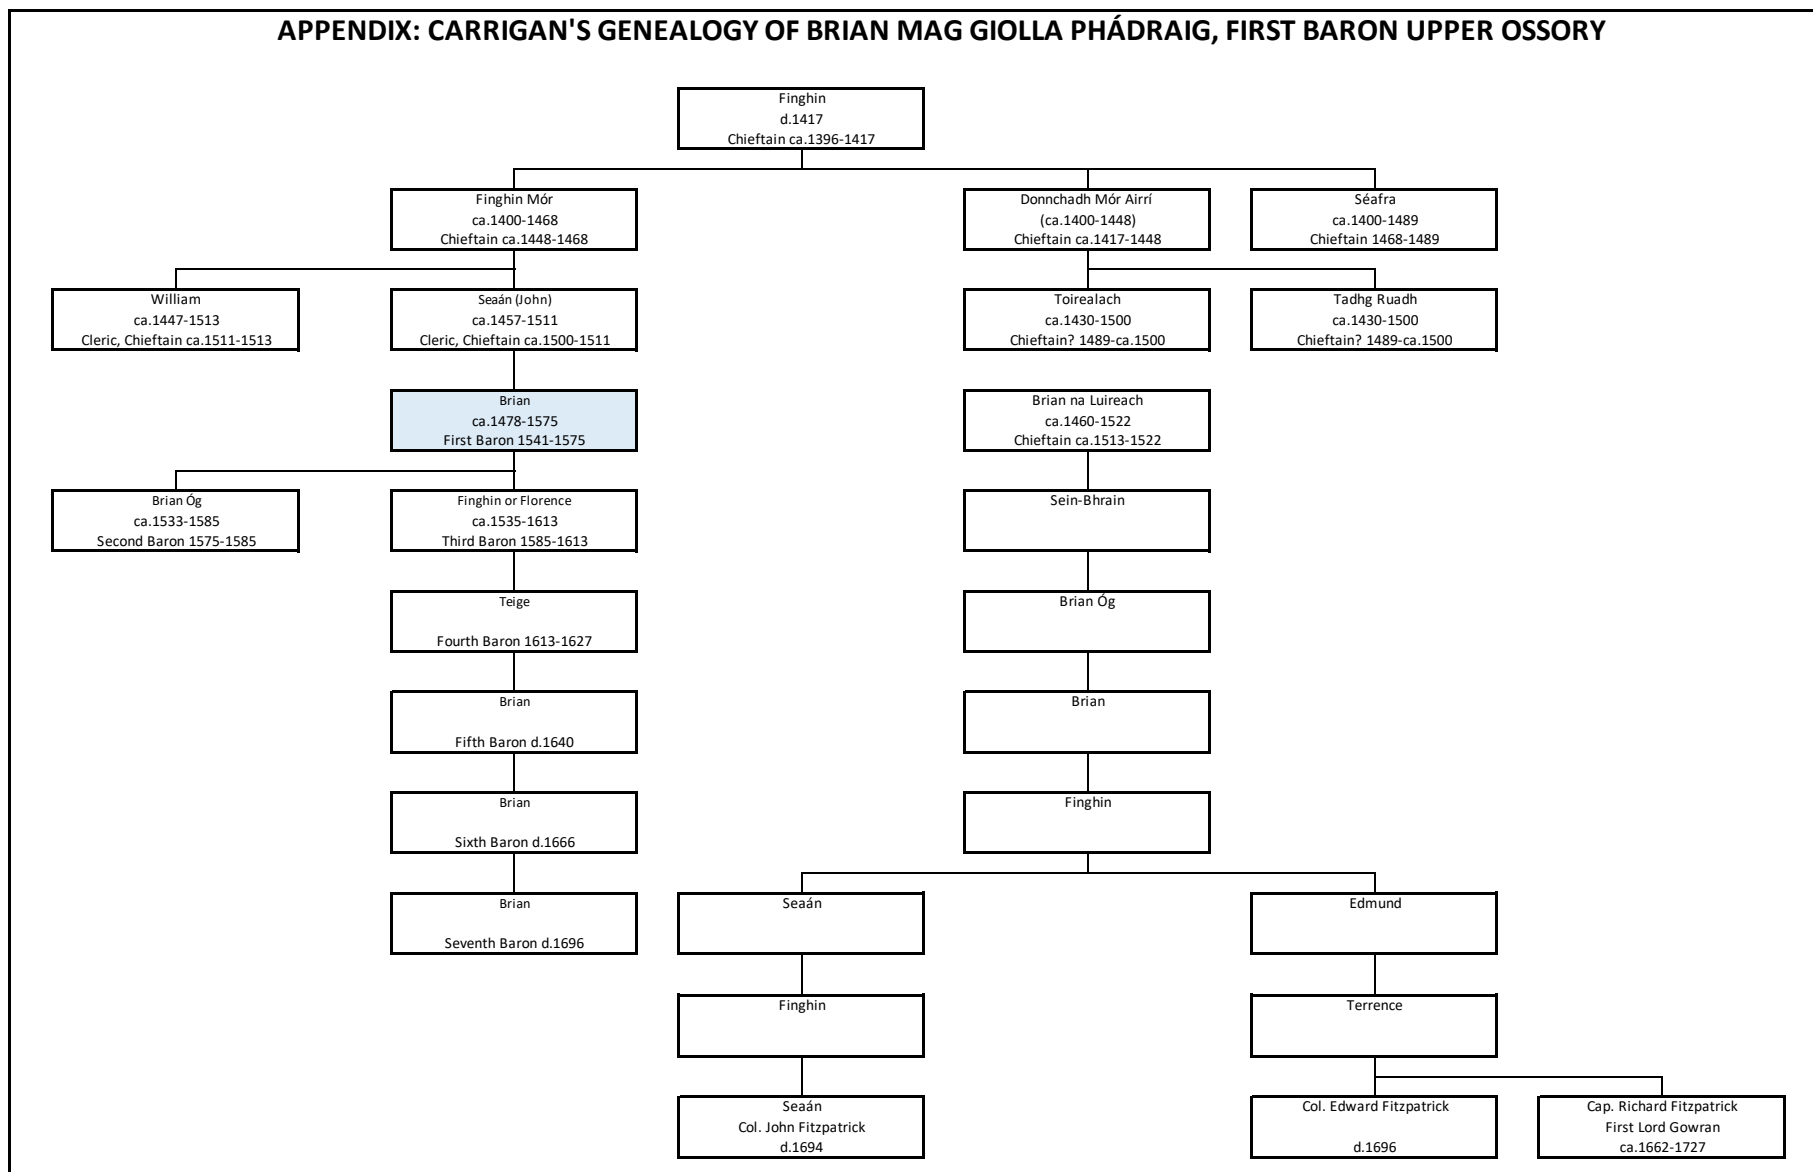 APPENDIX: CARRIGAN'S GENEALOGY OF BRIAN MAG GIOLLA PHÁDRAIG, FIRST BARON UPPER OSSORY
Finghin
d.1417
Chieftain ca.1396-1417
Finghin Mór
ca.1400-1468
Chieftain ca.1448-1468
Donnchadh Mór Airrí
(ca.1400-1448)
Chieftain ca.1417-1448
Séafra
ca.1400-1489
Chieftain 1468-1489
William
ca.1447-1513
Cleric, Chieftain ca.1511-1513
Seaán (John)
ca.1457-1511
Cleric, Chieftain ca.1500-1511
Toirealach
ca.1430-1500
Chieftain? 1489-ca.1500
Tadhg Ruadh
ca.1430-1500
Chieftain? 1489-ca.1500
Brian
ca.1478-1575
First Baron 1541-1575
Brian na Luireach
ca.1460-1522
Chieftain ca.1513-1522
Brian Óg
ca.1533-1585
Second Baron 1575-1585
Finghin or Florence
ca.1535-1613
Third Baron 1585-1613
Sein-Bhrain
Teige
Fourth Baron 1613-1627
Brian Óg
Brian
Fifth Baron d.1640
Brian
Brian
Sixth Baron d.1666
Finghin
Brian
Seventh Baron d.1696
Seaán
Edmund
Finghin
Terrence
Seaán
Col. John Fitzpatrick
d.1694
Col. Edward Fitzpatrick
d.1696
Cap. Richard Fitzpatrick
First Lord Gowran
ca.1662-1727